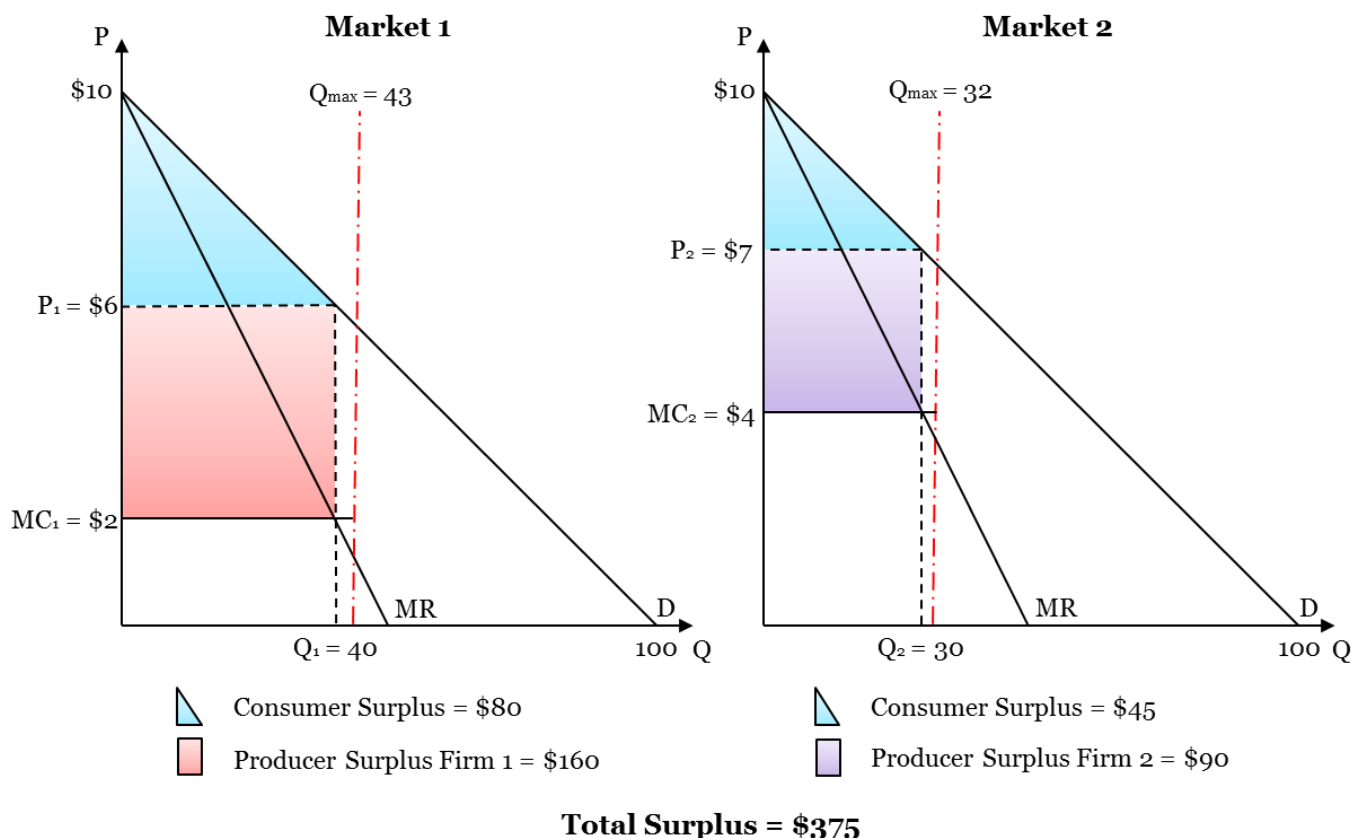 Market 1
P
$10
Qmax = 43
P₁ = $6
MC₁ = $2
MR
D
Q₁ = 40
100
Q
Consumer Surplus = $80
Producer Surplus Firm 1 = $160
Market 2
P
$10
Qmax = 32
P₂ = $7
MC₂ = $4
MR
D
Q₂ = 30
100
Q
Consumer Surplus = $45
Producer Surplus Firm 2 = $90
Total Surplus = $375